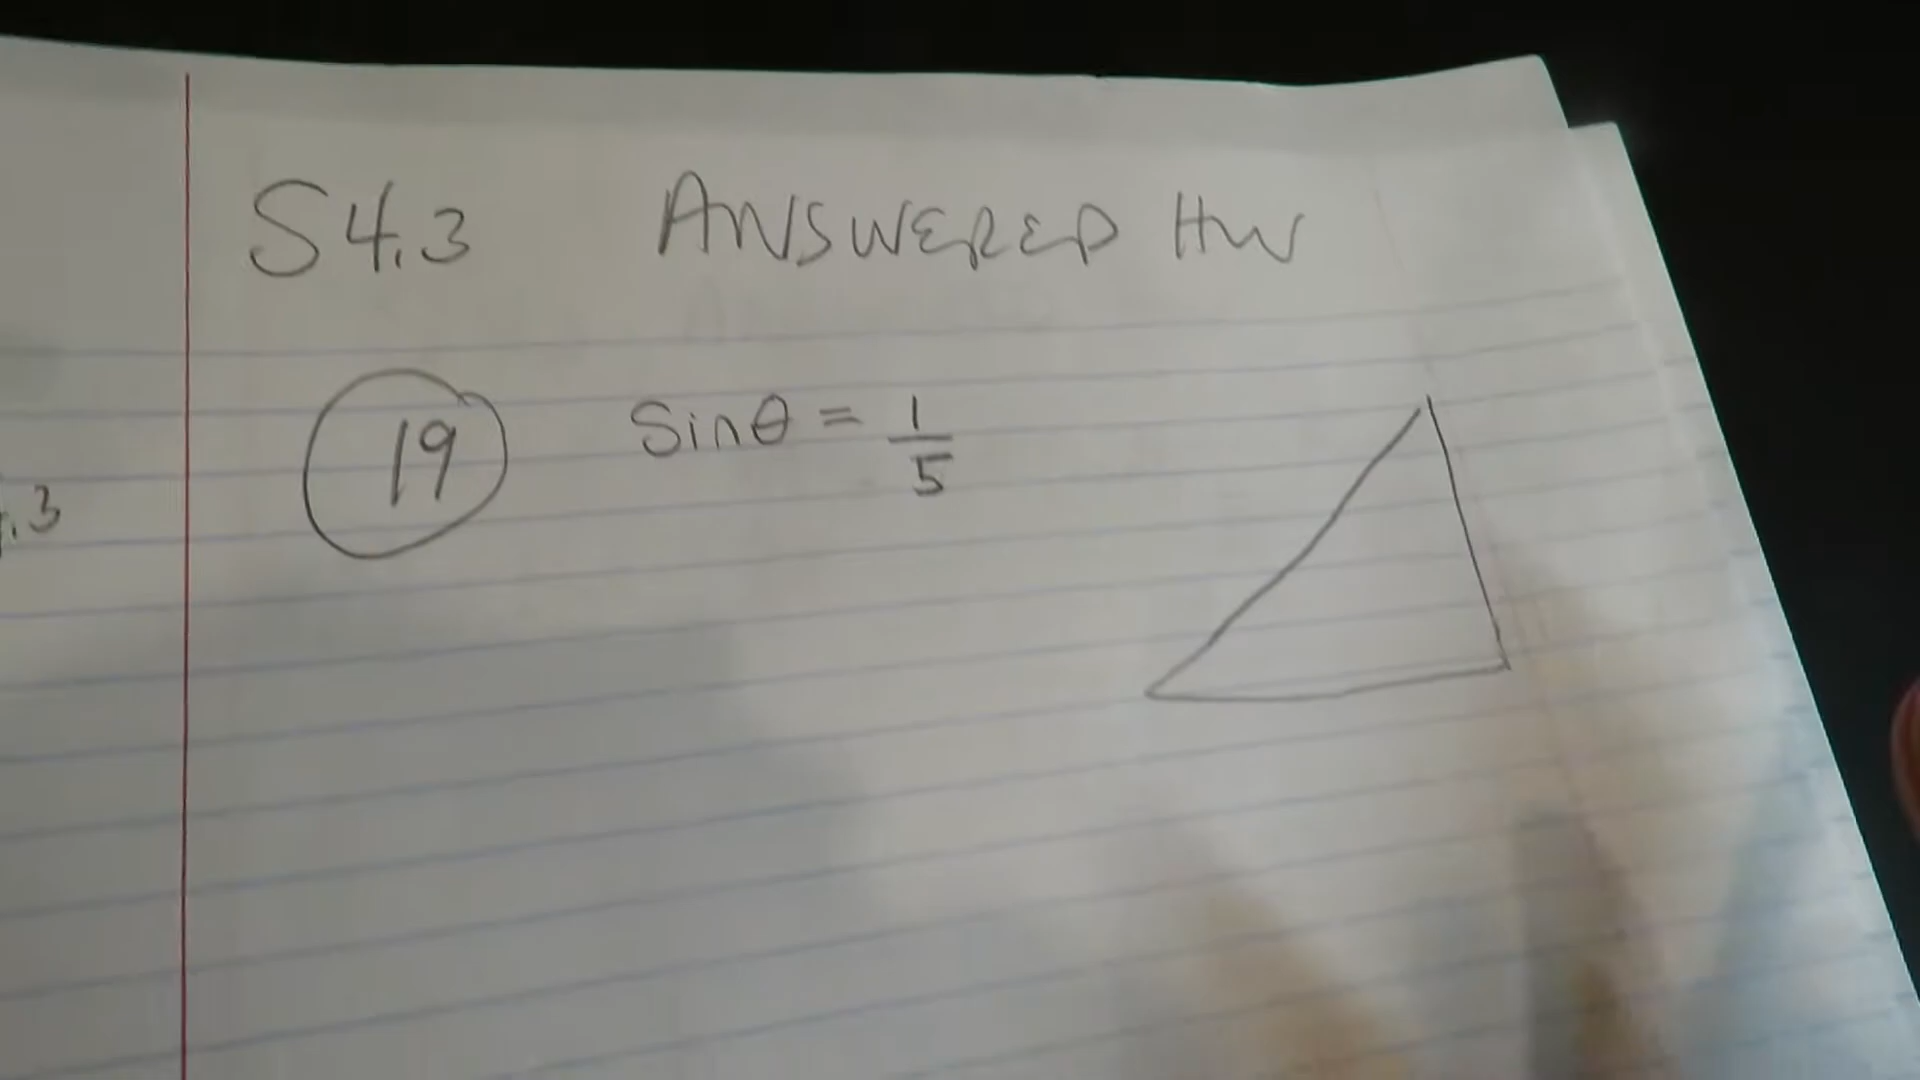 S4.3 ANSWERED HW
19 Sinθ = 1/5
.3